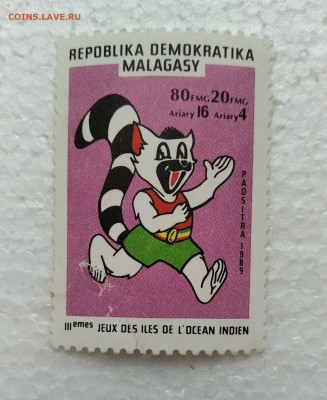 COINS.LAVE.RU
REPOBLIKA DEMOKRATIKA
MALAGASY
80FMG 20FMG
Ariary 16 Ariary 4
PAOSITRA 1989
IIIemes JEUX DES ILES DE L'OCEAN INDIEN